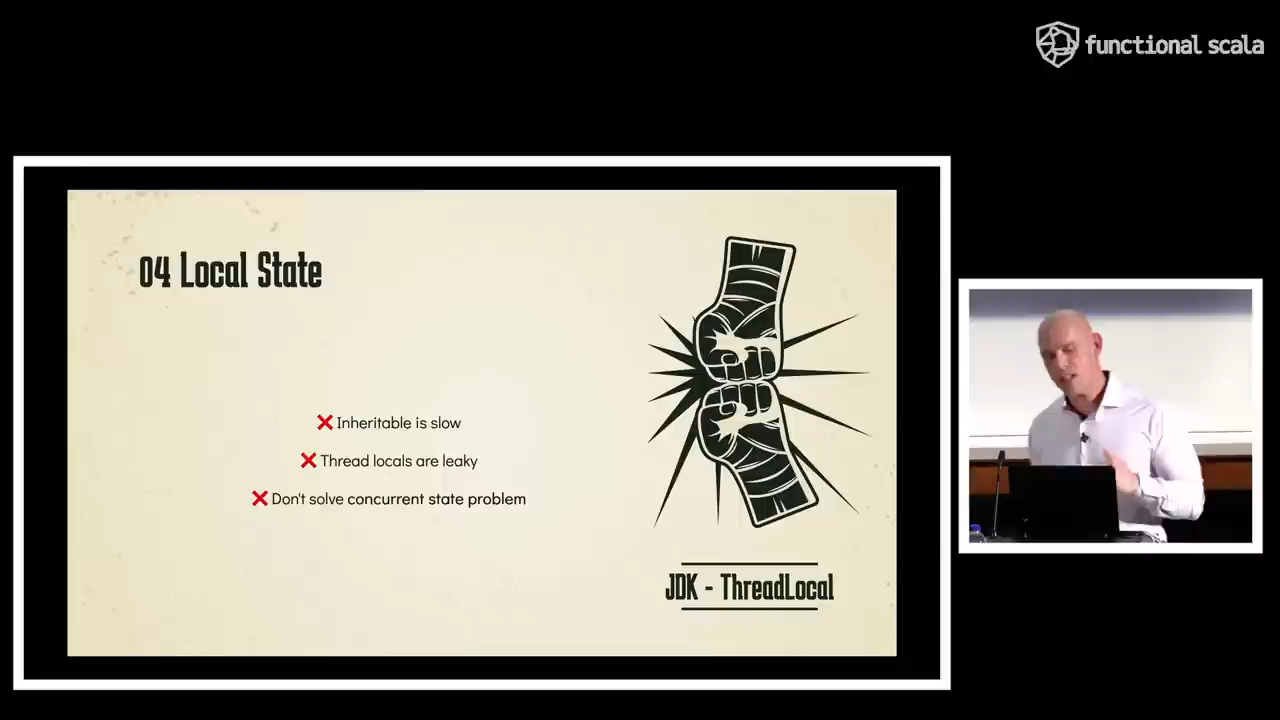 functional scala
04 Local State
❌ Inheritable is slow
❌ Thread locals are leaky
❌ Don't solve concurrent state problem
JDK - ThreadLocal